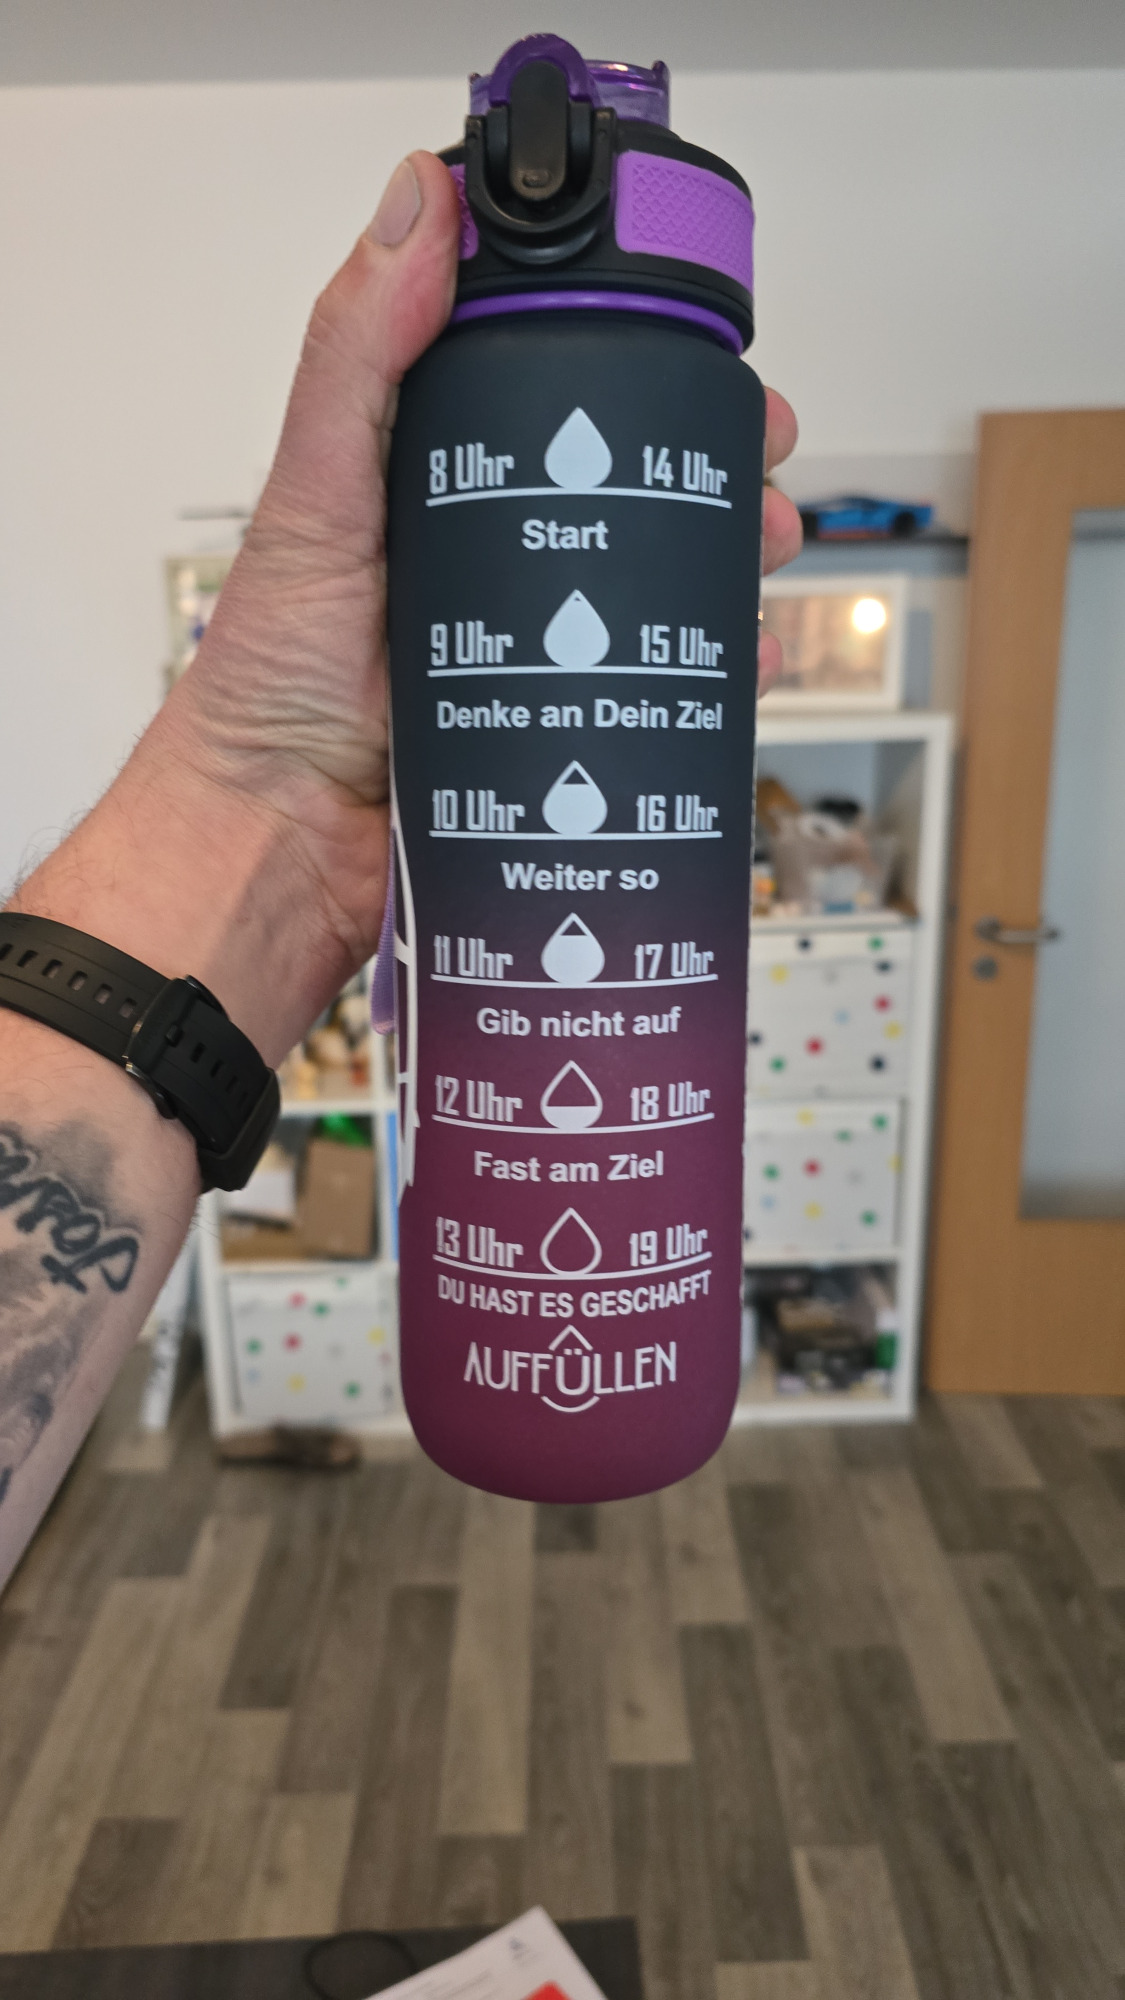 8 Uhr 14 Uhr
Start
9 Uhr 15 Uhr
Denke an Dein Ziel
10 Uhr 16 Uhr
Weiter so
11 Uhr 17 Uhr
Gib nicht auf
12 Uhr 18 Uhr
Fast am Ziel
13 Uhr 19 Uhr
DU HAST ES GESCHAFFT
AUFFÜLLEN